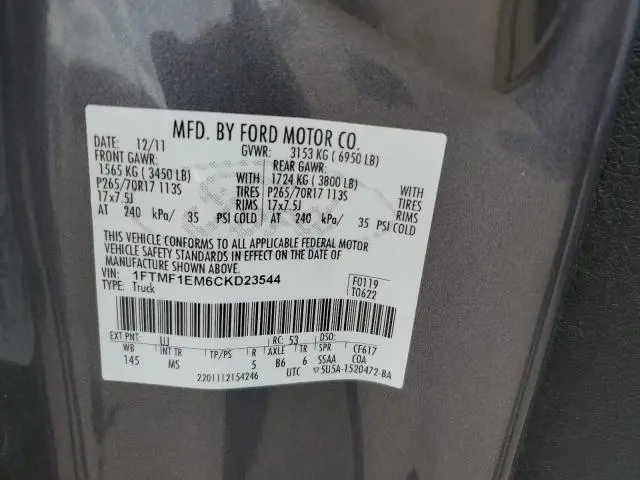 MFD. BY FORD MOTOR CO.
DATE: 12/11 GVWR: 3153 KG ( 6950 LB)
FRONT GAWR: REAR GAWR:
1565 KG ( 3450 LB) WITH 1724 KG ( 3800 LB) WITH
P265/70R17 113S TIRES P265/70R17 113S TIRES
17x7.5J RIMS 17x7.5J RIMS
AT 240 kPa/ 35 PSI COLD AT 240 kPa/ 35 PSI COLD
THIS VEHICLE CONFORMS TO ALL APPLICABLE FEDERAL MOTOR
VEHICLE SAFETY STANDARDS IN EFFECT ON THE DATE OF
MANUFACTURE SHOWN ABOVE.
VIN: 1FTMF1EM6CKD23544 F0119
TYPE: Truck T0622
EXT PNT: UJ RC: 53 DSO:
WB INT TR TP/PS R AXLE TR SPR CF617
145 MS 5 B6 6 SSAA COA
2201112154246 UTC 5U5A-1520472-BA